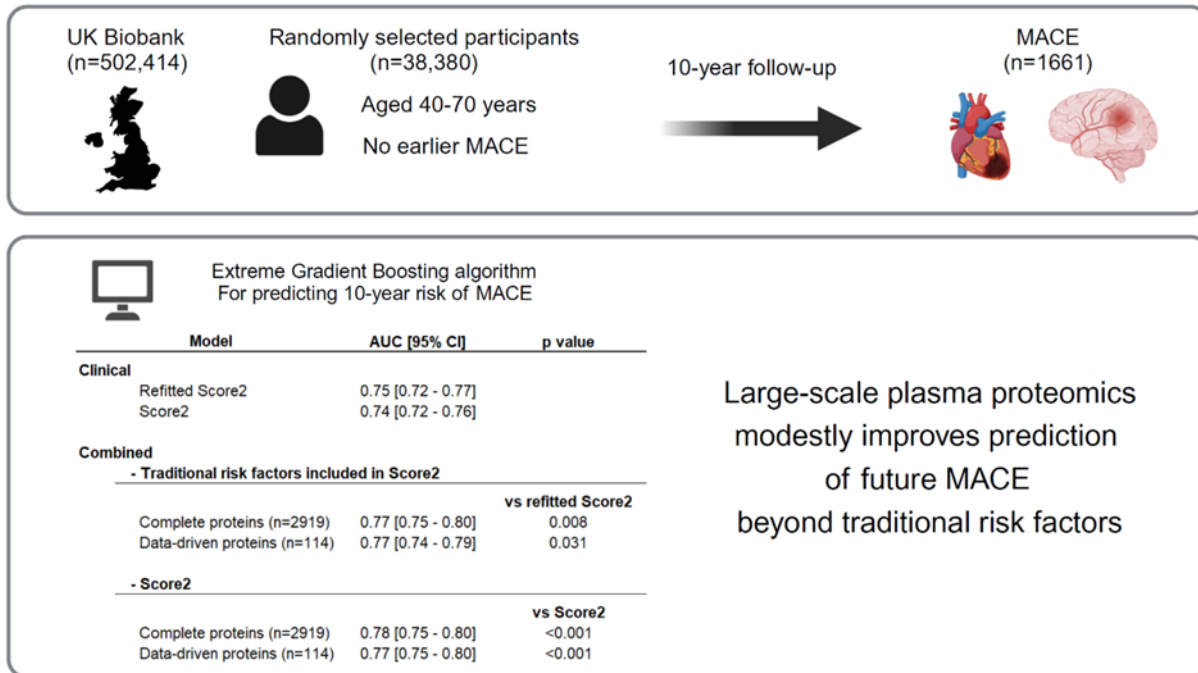 UK Biobank
(n=502,414)
Randomly selected participants
(n=38,380)
Aged 40-70 years
No earlier MACE
10-year follow-up
MACE
(n=1661)
Extreme Gradient Boosting algorithm
For predicting 10-year risk of MACE
Model AUC [95% CI] p value
Clinical
Refitted Score2 0.75 [0.72 - 0.77]
Score2 0.74 [0.72 - 0.76]
Combined
- Traditional risk factors included in Score2
vs refitted Score2
Complete proteins (n=2919) 0.77 [0.75 - 0.80] 0.008
Data-driven proteins (n=114) 0.77 [0.74 - 0.79] 0.031
- Score2
vs Score2
Complete proteins (n=2919) 0.78 [0.75 - 0.80] <0.001
Data-driven proteins (n=114) 0.77 [0.75 - 0.80] <0.001
Large-scale plasma proteomics
modestly improves prediction
of future MACE
beyond traditional risk factors